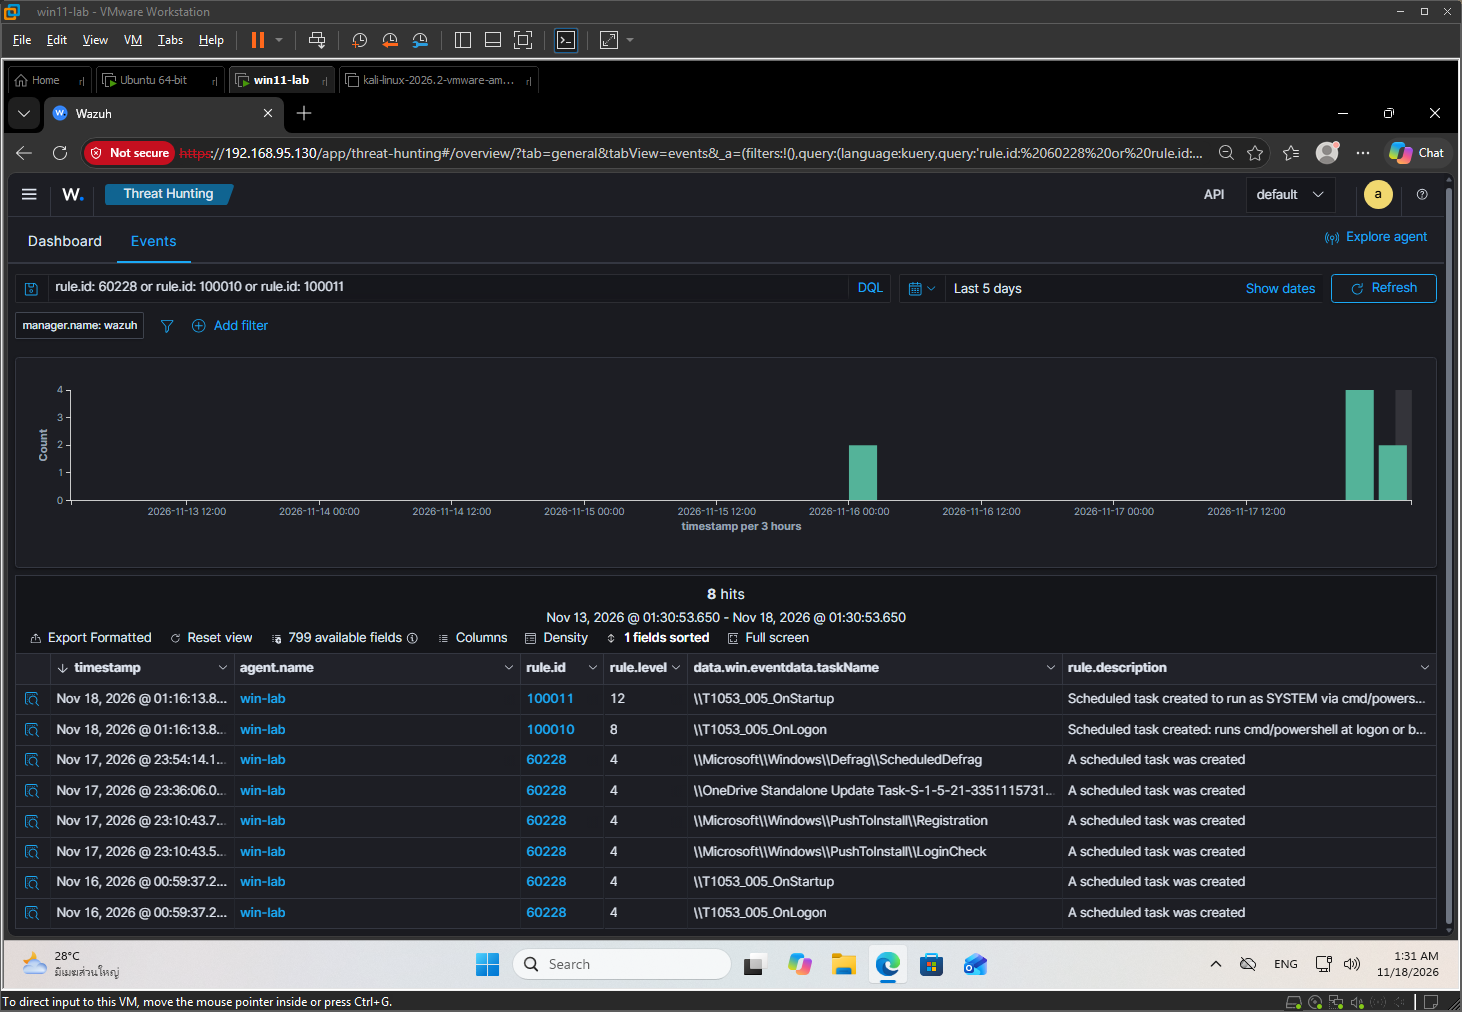 win11-lab - VMware Workstation
File Edit View VM Tabs Help
Home Ubuntu 64-bit win11-lab kali-linux-2026.2-vmware-am...
Wazuh
Not secure https://192.168.95.130/app/threat-hunting#/overview/?tab=general&tabView=events&_a=(filters:!(),query:(language:kuery,query:'rule.id:%2060228%20or%20rule.id:... Chat
W. Threat Hunting API default a
Dashboard Events Explore agent
rule.id: 60228 or rule.id: 100010 or rule.id: 100011 DQL Last 5 days Show dates Refresh
manager.name: wazuh Add filter
4
3
2
1
0
Count
2026-11-13 12:00 2026-11-14 00:00 2026-11-14 12:00 2026-11-15 00:00 2026-11-15 12:00 2026-11-16 00:00 2026-11-16 12:00 2026-11-17 00:00 2026-11-17 12:00
timestamp per 3 hours
8 hits
Nov 13, 2026 @ 01:30:53.650 - Nov 18, 2026 @ 01:30:53.650
Export Formatted Reset view 799 available fields Columns Density 1 fields sorted Full screen
timestamp agent.name rule.id rule.level data.win.eventdata.taskName rule.description
Nov 18, 2026 @ 01:16:13.8... win-lab 100011 12 \\T1053_005_OnStartup Scheduled task created to run as SYSTEM via cmd/powers...
Nov 18, 2026 @ 01:16:13.8... win-lab 100010 8 \\T1053_005_OnLogon Scheduled task created: runs cmd/powershell at logon or b...
Nov 17, 2026 @ 23:54:14.1... win-lab 60228 4 \\Microsoft\\Windows\\Defrag\\ScheduledDefrag A scheduled task was created
Nov 17, 2026 @ 23:36:06.0... win-lab 60228 4 \\OneDrive Standalone Update Task-S-1-5-21-3351115731... A scheduled task was created
Nov 17, 2026 @ 23:10:43.7... win-lab 60228 4 \\Microsoft\\Windows\\PushToInstall\\Registration A scheduled task was created
Nov 17, 2026 @ 23:10:43.5... win-lab 60228 4 \\Microsoft\\Windows\\PushToInstall\\LoginCheck A scheduled task was created
Nov 16, 2026 @ 00:59:37.2... win-lab 60228 4 \\T1053_005_OnStartup A scheduled task was created
Nov 16, 2026 @ 00:59:37.2... win-lab 60228 4 \\T1053_005_OnLogon A scheduled task was created
28°C
มีเมฆส่วนใหญ่
Search
ENG
1:31 AM
11/18/2026
To direct input to this VM, move the mouse pointer inside or press Ctrl+G.